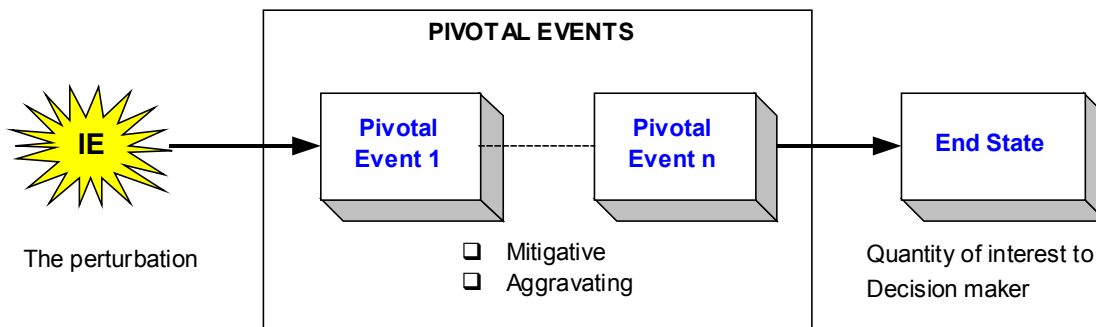 PIVOTAL EVENTS
IE
Pivotal
Event 1
Pivotal
Event n
End State
The perturbation
Mitigative
Aggravating
Quantity of interest to
Decision maker